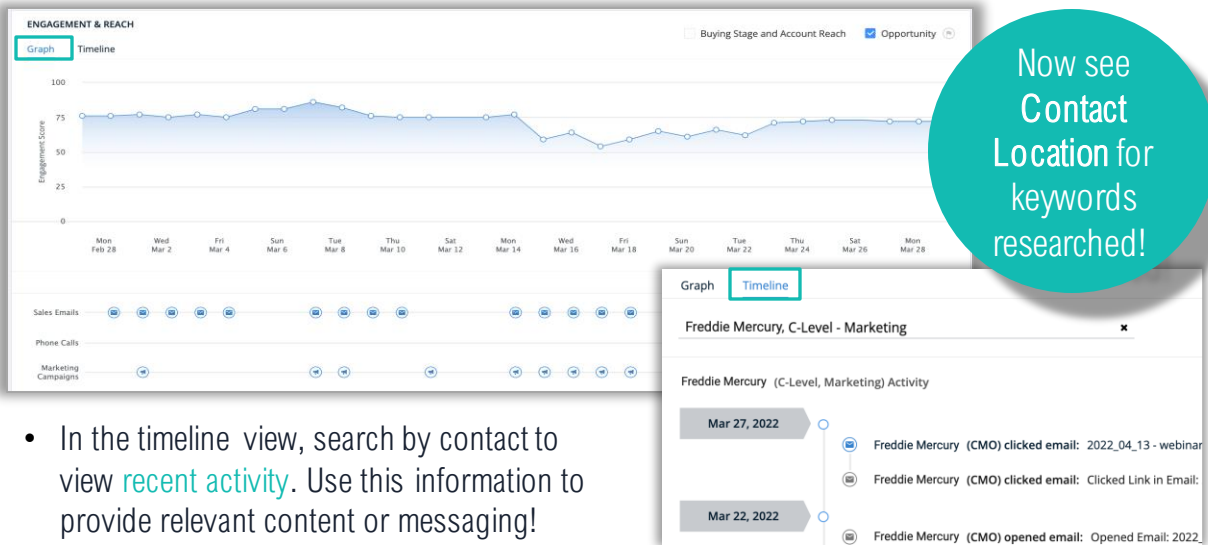 ENGAGEMENT & REACH
Buying Stage and Account Reach
Opportunity
Graph Timeline
Engagement Score
100
75
50
25
0
Mon Wed Fri Sun Tue Thu Sat Mon Wed Fri Sun Tue Thu Sat Mon
Feb 28 Mar 2 Mar 4 Mar 6 Mar 8 Mar 10 Mar 12 Mar 14 Mar 16 Mar 18 Mar 20 Mar 22 Mar 24 Mar 26 Mar 28
Sales Emails
Phone Calls
Marketing
Campaigns
Now see
Contact
Location for
keywords
researched!
Graph Timeline
Freddie Mercury, C-Level - Marketing
Freddie Mercury (C-Level, Marketing) Activity
Mar 27, 2022
Freddie Mercury (CMO) clicked email: 2022_04_13 - webinar
Freddie Mercury (CMO) clicked email: Clicked Link in Email:
Mar 22, 2022
Freddie Mercury (CMO) opened email: Opened Email: 2022_
• In the timeline view, search by contact to
view recent activity. Use this information to
provide relevant content or messaging!